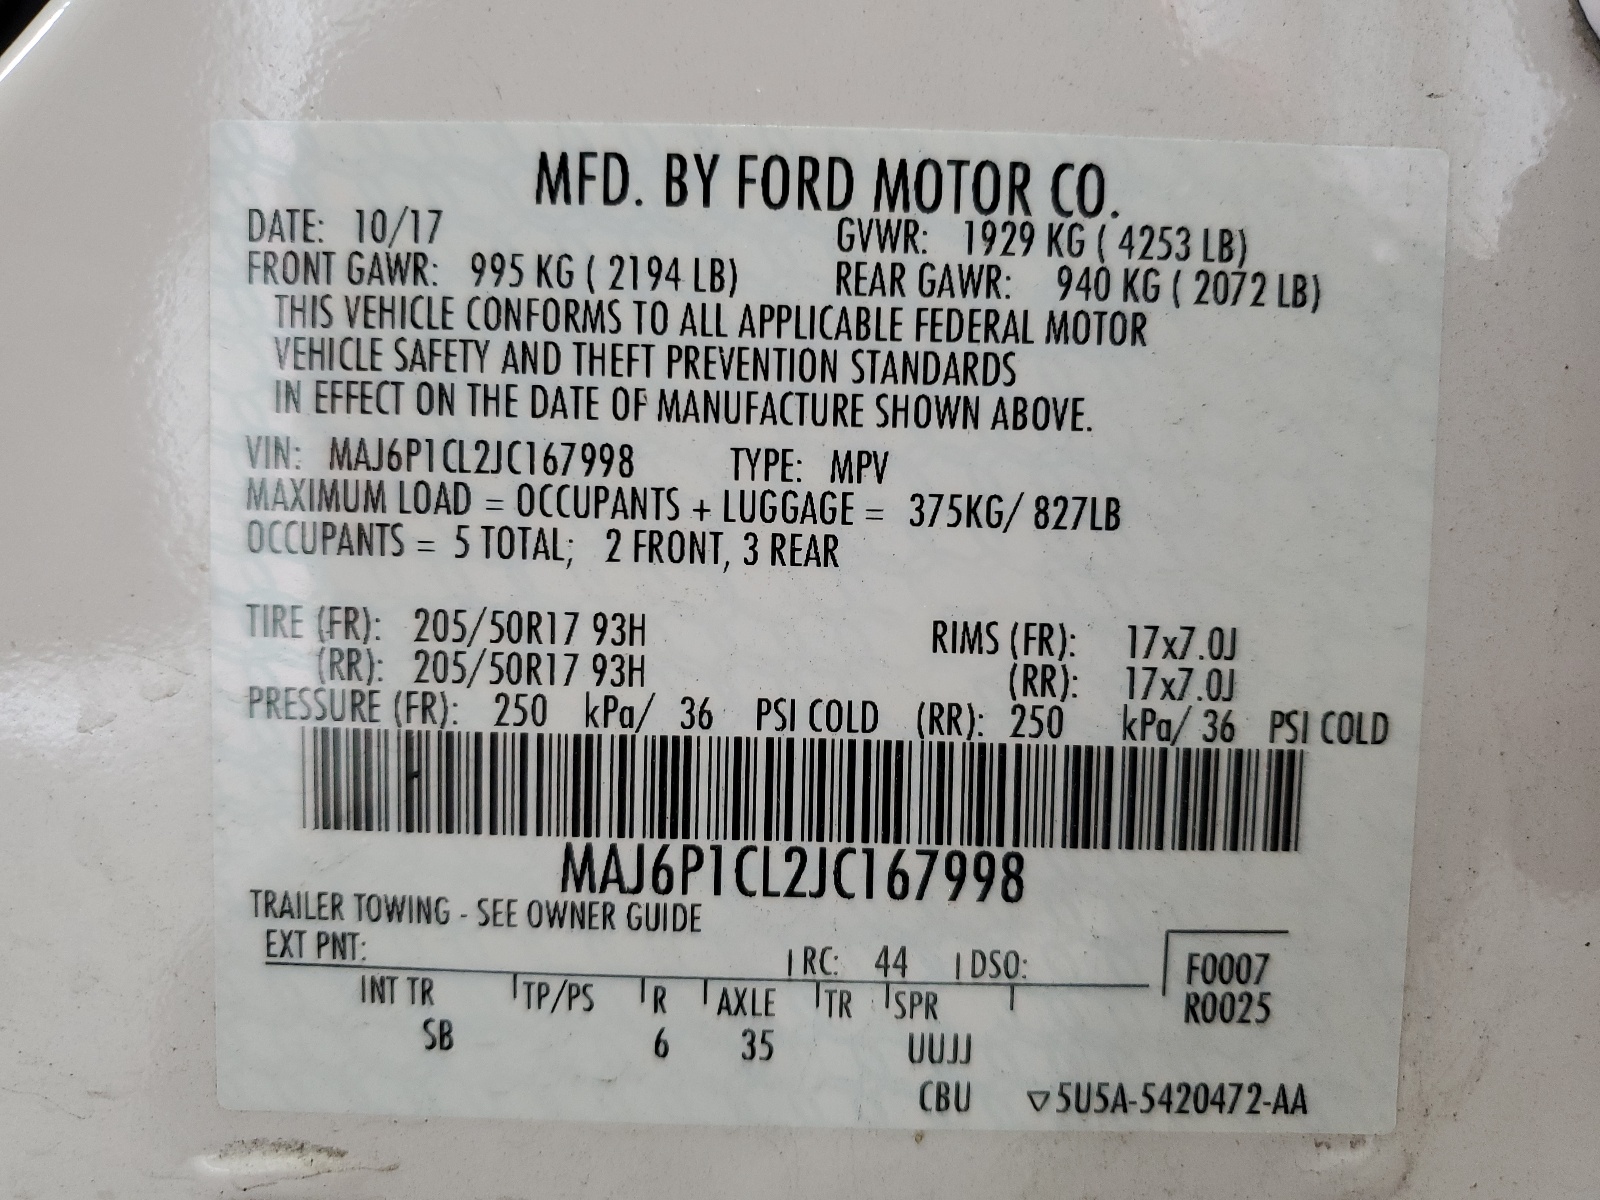 MFD. BY FORD MOTOR CO.
DATE: 10/17 GVWR: 1929 KG ( 4253 LB)
FRONT GAWR: 995 KG ( 2194 LB) REAR GAWR: 940 KG ( 2072 LB)
THIS VEHICLE CONFORMS TO ALL APPLICABLE FEDERAL MOTOR
VEHICLE SAFETY AND THEFT PREVENTION STANDARDS
IN EFFECT ON THE DATE OF MANUFACTURE SHOWN ABOVE.
VIN: MAJ6P1CL2JC167998 TYPE: MPV
MAXIMUM LOAD = OCCUPANTS + LUGGAGE = 375KG/ 827LB
OCCUPANTS = 5 TOTAL; 2 FRONT, 3 REAR
TIRE (FR): 205/50R17 93H RIMS (FR): 17x7.0J
(RR): 205/50R17 93H (RR): 17x7.0J
PRESSURE (FR): 250 kPa/ 36 PSI COLD (RR): 250 kPa/ 36 PSI COLD
MAJ6P1CL2JC167998
TRAILER TOWING - SEE OWNER GUIDE
EXT PNT: RC: 44 DSO: F0007
INT TR TP/PS R AXLE TR SPR R0025
SB 6 35 UUJJ
CBU ▽5U5A-5420472-AA